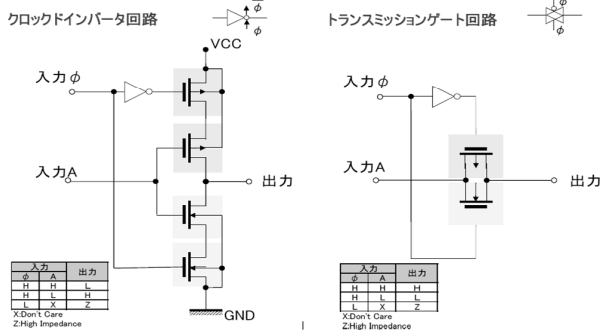 クロックドインバータ回路
φ
φ
VCC
入力φ
入力A
出力
GND
入力 出力
φ A
H H L
H L H
L X Z
X:Don't Care
Z:High Impedance
トランスミッションゲート回路
φ
φ
入力φ
入力A
出力
入力 出力
φ A
H H H
H L L
L X Z
X:Don't Care
Z:High Impedance